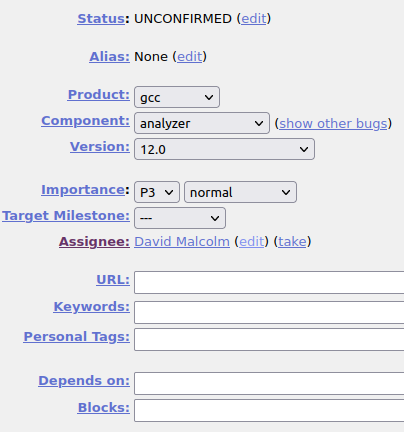 Status: UNCONFIRMED (edit)
Alias: None (edit)
Product: gcc
Component: analyzer (show other bugs)
Version: 12.0
Importance: P3 normal
Target Milestone: ---
Assignee: David Malcolm (edit) (take)
URL:
Keywords:
Personal Tags:
Depends on:
Blocks: